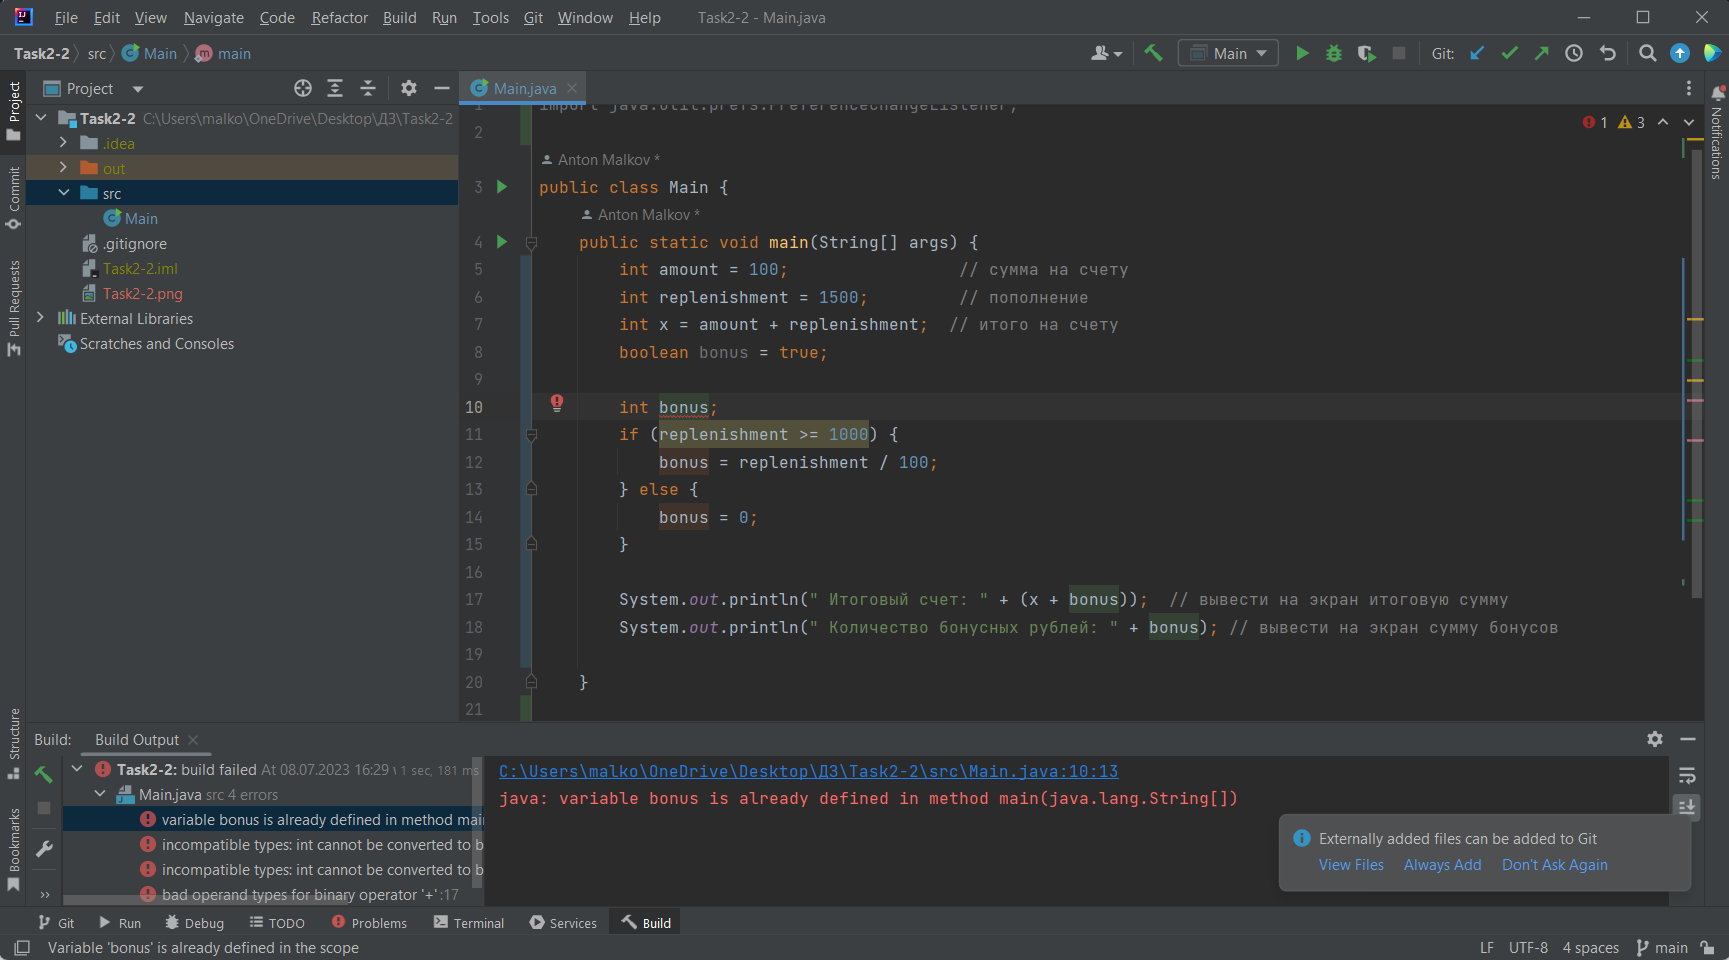 File Edit View Navigate Code Refactor Build Run Tools Git Window Help Task2-2 - Main.java
Task2-2 src Main main Main Git:
Project
Main.java
Project
Commit
Pull Requests
Structure
Bookmarks
Notifications
Task2-2 C:\Users\malko\OneDrive\Desktop\ДЗ\Task2-2
.idea
out
src
Main
.gitignore
Task2-2.iml
Task2-2.png
External Libraries
Scratches and Consoles
1 3
1 import java.util.prefs.PreferenceChangeListener;
2
Anton Malkov *
3 public class Main {
Anton Malkov *
4 public static void main(String[] args) {
5 int amount = 100; // сумма на счету
6 int replenishment = 1500; // пополнение
7 int x = amount + replenishment; // итого на счету
8 boolean bonus = true;
9
10 int bonus;
11 if (replenishment >= 1000) {
12 bonus = replenishment / 100;
13 } else {
14 bonus = 0;
15 }
16
17 System.out.println(" Итоговый счет: " + (x + bonus)); // вывести на экран итоговую сумму
18 System.out.println(" Количество бонусных рублей: " + bonus); // вывести на экран сумму бонусов
19
20 }
21
Build: Build Output
Task2-2: build failed At 08.07.2023 16:29 1 sec, 181 ms
Main.java src 4 errors
variable bonus is already defined in method mai
incompatible types: int cannot be converted to b
incompatible types: int cannot be converted to b
bad operand types for binary operator '+' :17
C:\Users\malko\OneDrive\Desktop\ДЗ\Task2-2\src\Main.java:10:13
java: variable bonus is already defined in method main(java.lang.String[])
Externally added files can be added to Git
View Files Always Add Don't Ask Again
Git Run Debug TODO Problems Terminal Services Build
Variable 'bonus' is already defined in the scope
LF UTF-8 4 spaces main